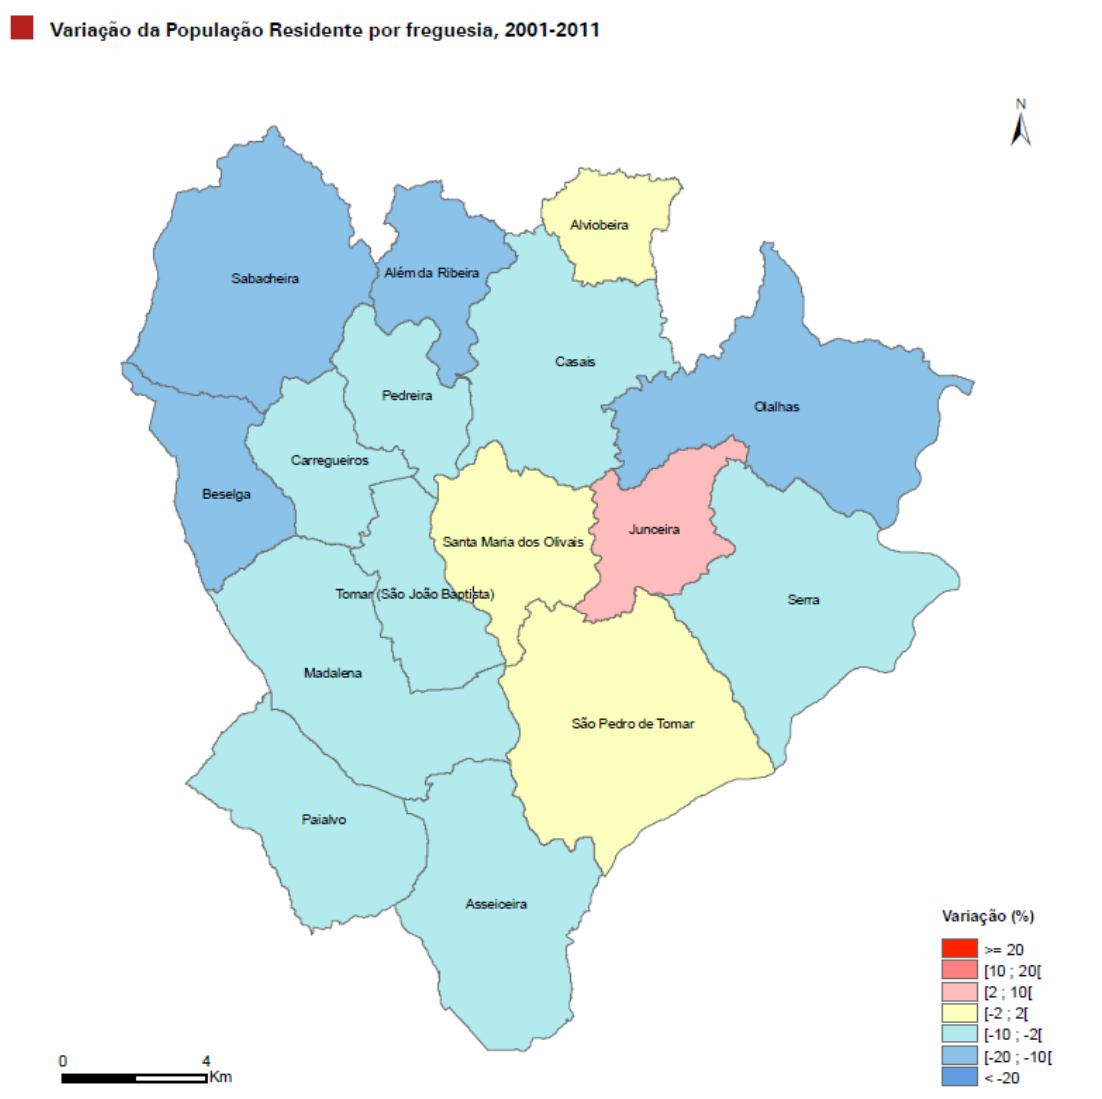 Variação da População Residente por freguesia, 2001-2011
N
Alviobeira
Sabacheira
Além da Ribeira
Casais
Pedreira
Olalhas
Carregueiros
Beselga
Junceira
Santa Maria dos Olivais
Tomar (São João Baptista)
Serra
Madalena
São Pedro de Tomar
Paialvo
Asseiceira
Variação (%)
>= 20
[10 ; 20[
[2 ; 10[
[-2 ; 2[
[-10 ; -2[
[-20 ; -10[
< -20
0 4
Km